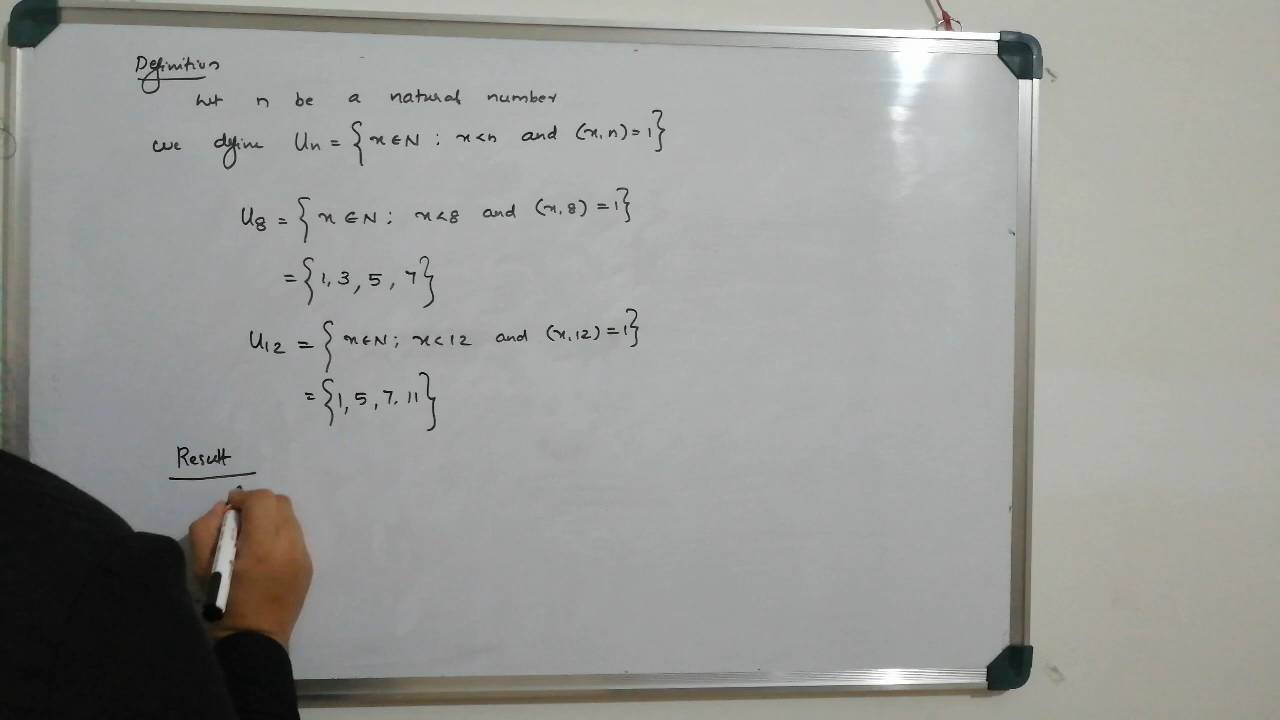 Definition
Let n be a natural number
we define Un = {x ∈ N ; x<n and (x, n) = 1}
U8 = {x ∈ N ; x<8 and (x, 8) = 1}
= {1, 3, 5, 7}
U12 = {x ∈ N ; x<12 and (x, 12) = 1}
= {1, 5, 7, 11}
Result